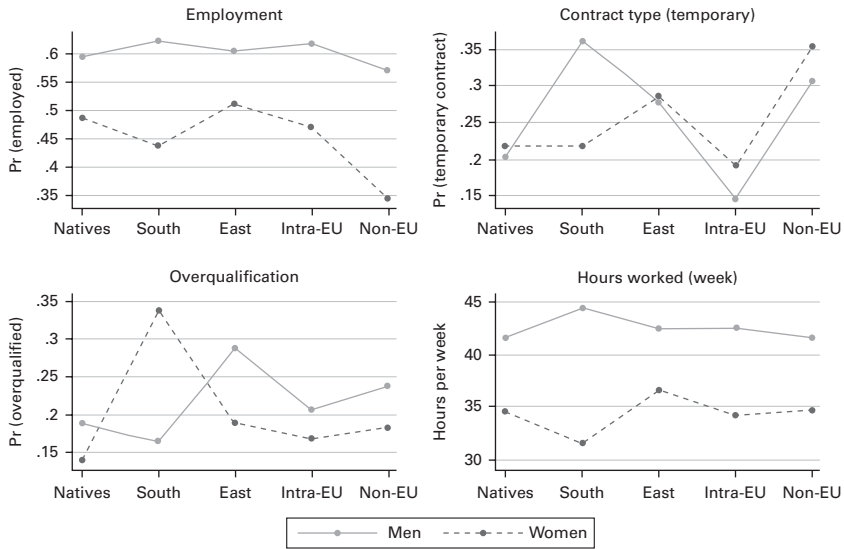 Employment
Pr (employed)
.6
.55
.5
.45
.4
.35
Natives South East Intra-EU Non-EU
Contract type (temporary)
Pr (temporary contract)
.35
.3
.25
.2
.15
Natives South East Intra-EU Non-EU
Overqualification
Pr (overqualified)
.35
.3
.25
.2
.15
Natives South East Intra-EU Non-EU
Hours worked (week)
Hours per week
45
40
35
30
Natives South East Intra-EU Non-EU
Men Women